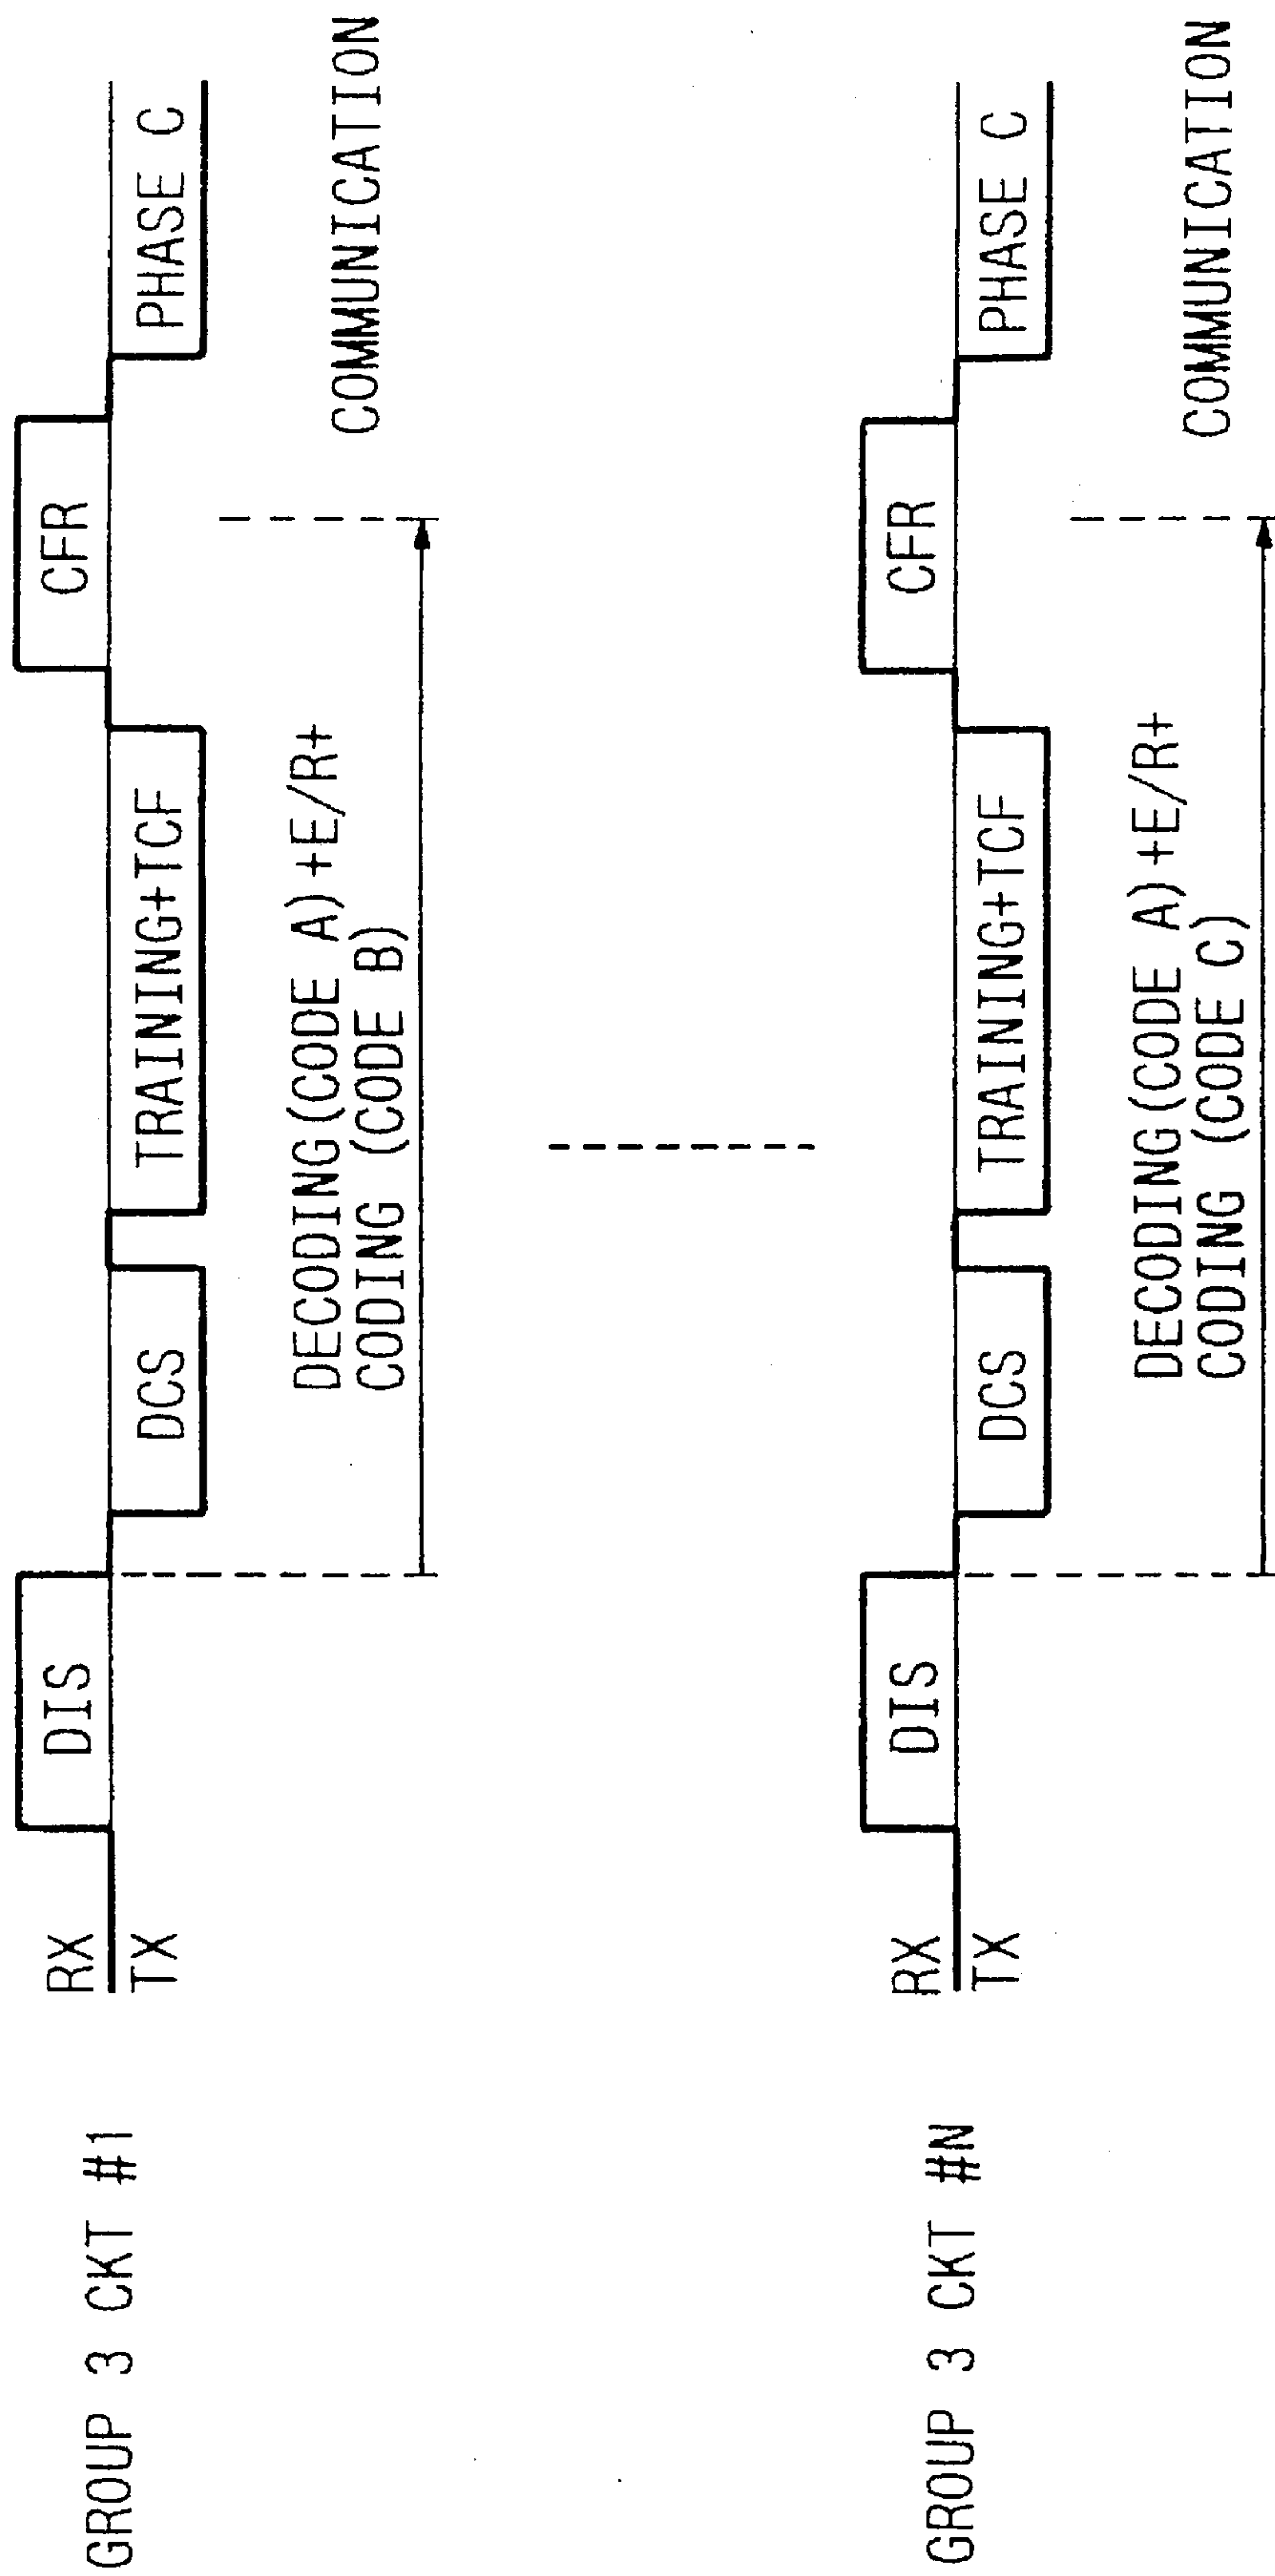 GROUP 3 CKT #1
RX
TX
DIS
DCS
TRAINING+TCF
CFR
PHASE C
DECODING(CODE A)+E/R+
CODING (CODE B)
COMMUNICATION
GROUP 3 CKT #N
RX
TX
DIS
DCS
TRAINING+TCF
CFR
PHASE C
DECODING(CODE A)+E/R+
CODING (CODE C)
COMMUNICATION